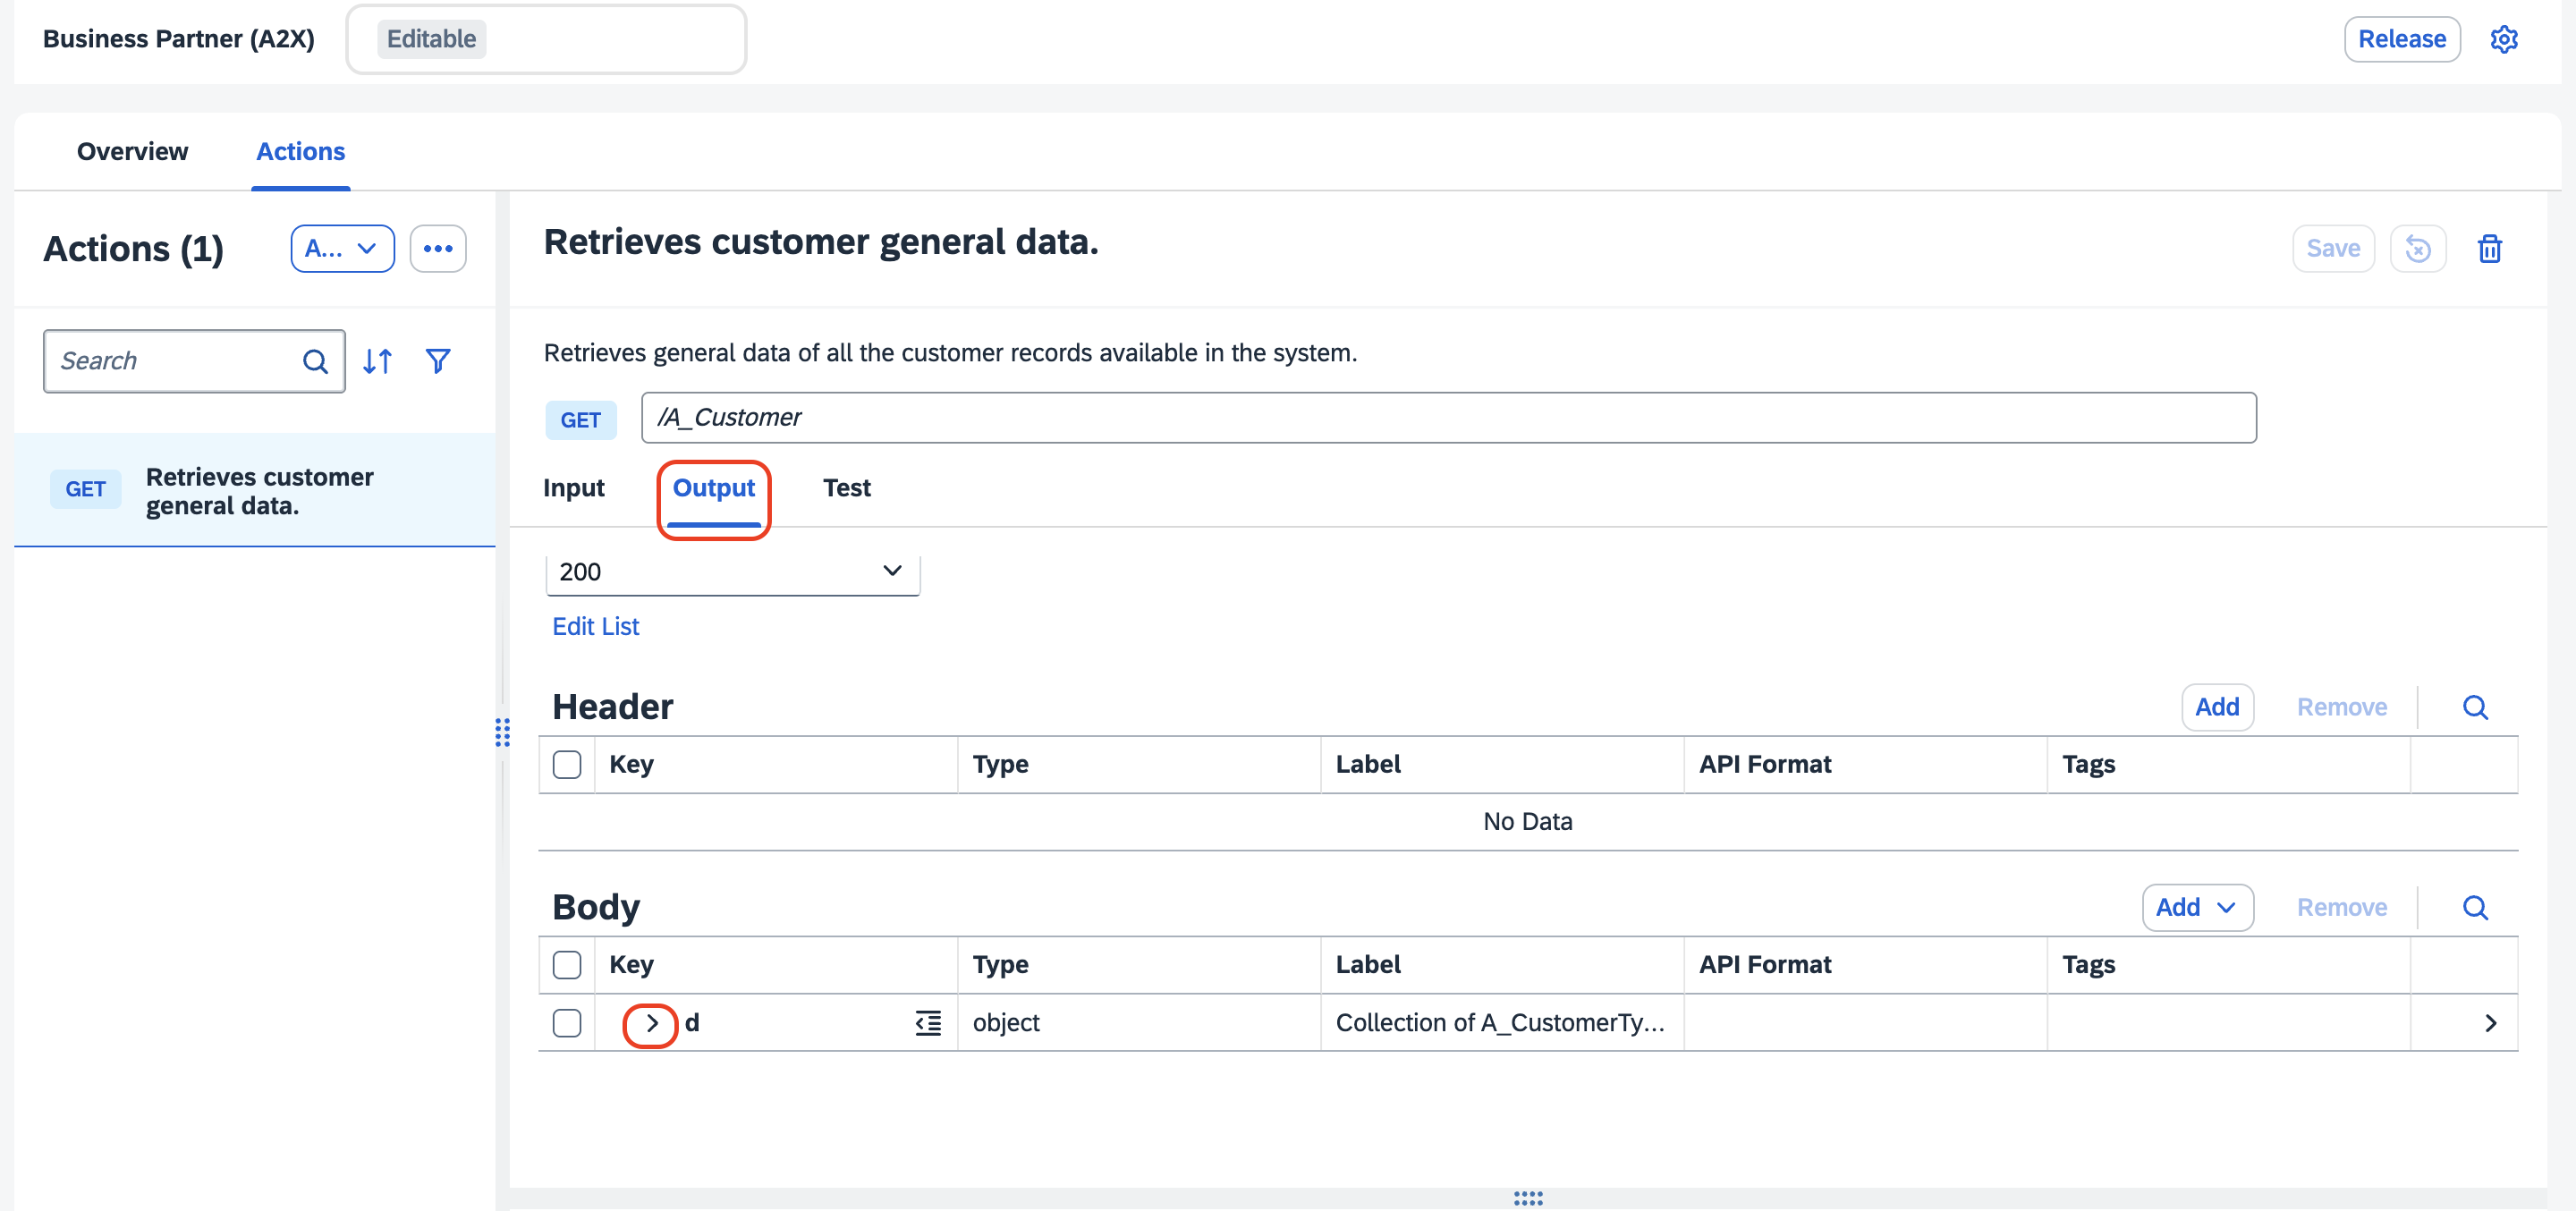 Business Partner (A2X) Editable Release
Overview Actions
Actions (1) A...
Retrieves customer general data. Save
Search
Retrieves general data of all the customer records available in the system.
GET /A_Customer
GET Retrieves customer
general data.
Input Output Test
200
Edit List
Header Add Remove
Key Type Label API Format Tags
No Data
Body Add Remove
Key Type Label API Format Tags
d object Collection of A_CustomerTy...